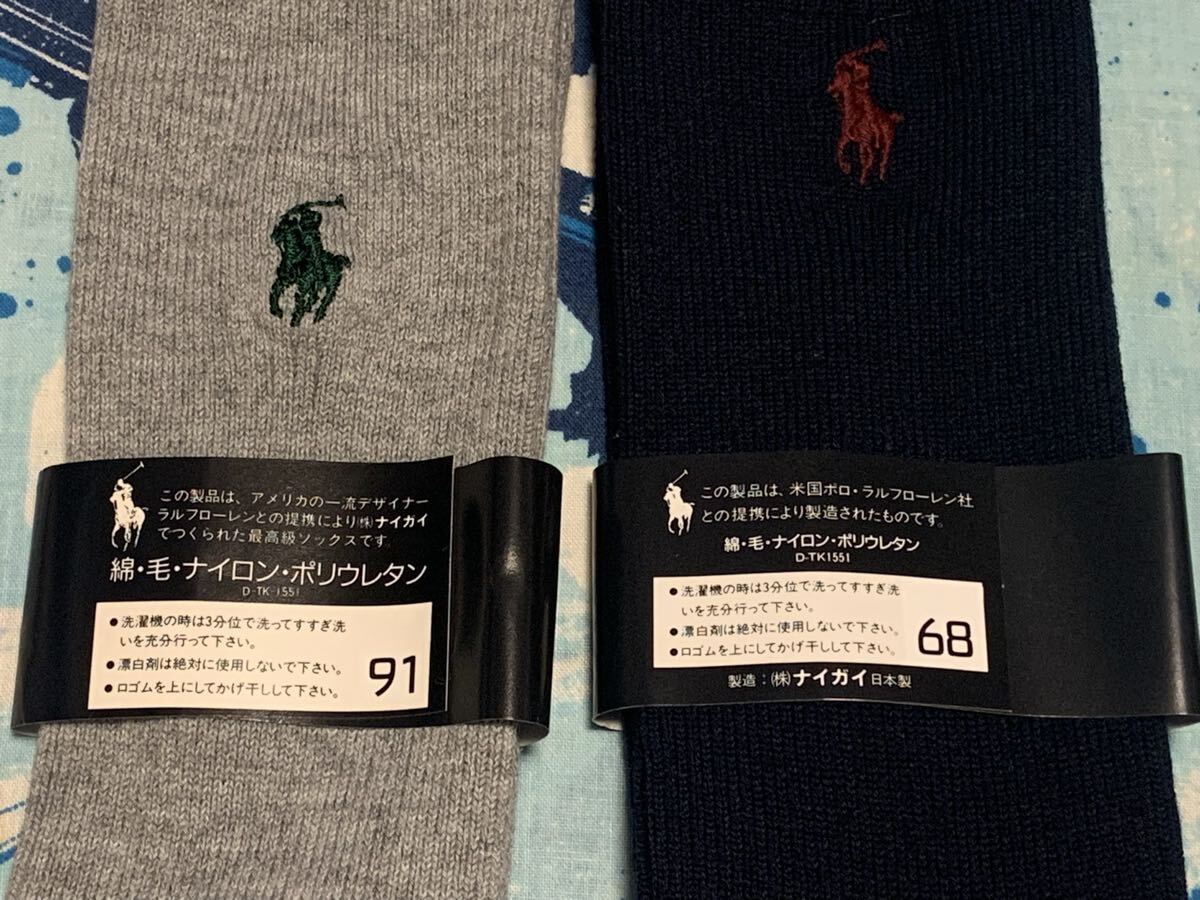 この製品は、アメリカの一流デザイナー
ラルフローレンとの提携により㈱ナイガイ
でつくられた最高級ソックスです。
綿・毛・ナイロン・ポリウレタン
D-TK-1551
●洗濯機の時は3分位で洗ってすすぎ洗
いを充分行って下さい。
●漂白剤は絶対に使用しないで下さい。
●口ゴムを上にしてかげ干しして下さい。
91
この製品は、米国ポロ・ラルフローレン社
との提携により製造されたものです。
綿・毛・ナイロン・ポリウレタン
D-TK1551
●洗濯機の時は3分位で洗ってすすぎ洗
いを充分行って下さい。
●漂白剤は絶対に使用しないで下さい。
●口ゴムを上にしてかげ干しして下さい。
68
製造：㈱ナイガイ 日本製